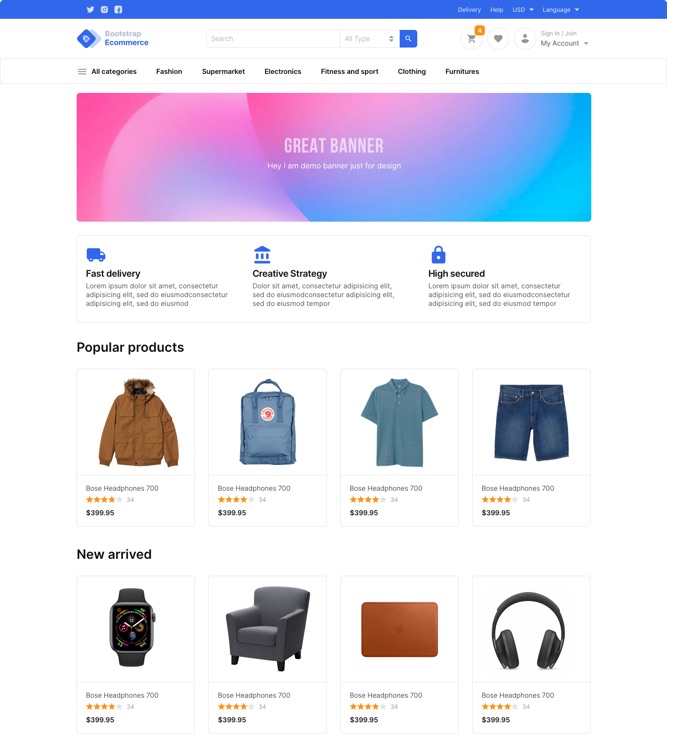 Delivery Help USD Language
Bootstrap
Ecommerce
Search All Type
4
Sign in / Join
My Account
All categories Fashion Supermarket Electronics Fitness and sport Clothing Furnitures
GREAT BANNER
Hey I am demo banner just for design
Fast delivery
Lorem ipsum dolor sit amet, consectetur
adipisicing elit, sed do eiusmodconsectetur
adipisicing elit, sed do eiusmod
Creative Strategy
Dolor sit amet, consectetur adipisicing elit,
sed do eiusmodconsectetur adipisicing elit,
sed do eiusmod tempor
High secured
Lorem ipsum dolor sit amet, consectetur
adipisicing elit, sed do eiusmodconsectetur
adipisicing elit, sed do eiusmod tempor
Popular products
Bose Headphones 700
34
$399.95
Bose Headphones 700
34
$399.95
Bose Headphones 700
34
$399.95
Bose Headphones 700
34
$399.95
New arrived
Bose Headphones 700
34
$399.95
Bose Headphones 700
34
$399.95
Bose Headphones 700
34
$399.95
Bose Headphones 700
34
$399.95